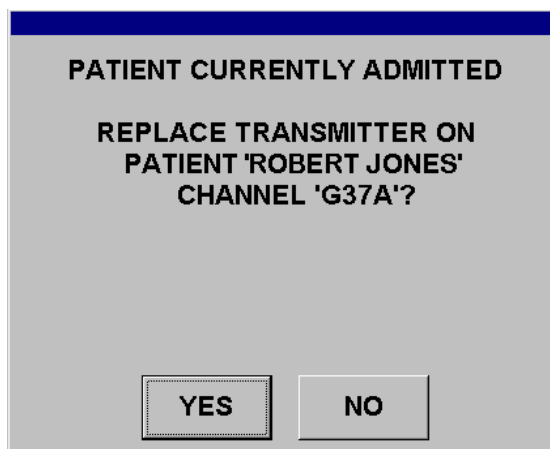 PATIENT CURRENTLY ADMITTED
REPLACE TRANSMITTER ON
PATIENT 'ROBERT JONES'
CHANNEL 'G37A'?
YES
NO